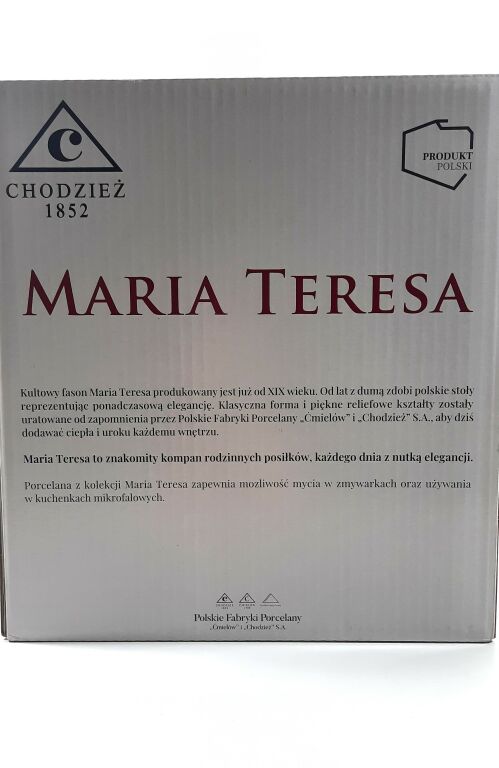 C
CHODZIEŻ
1852
PRODUKT
POLSKI
MARIA TERESA
Kultowy fason Maria Teresa produkowany jest już od XIX wieku. Od lat z dumą zdobi polskie stoły
reprezentując ponadczasową elegancję. Klasyczna forma i piękne reliefowe kształty zostały
uratowane od zapomnienia przez Polskie Fabryki Porcelany „Ćmielów” i „Chodzież” S.A., aby dziś
dodawać ciepła i uroku każdemu wnętrzu.
Maria Teresa to znakomity kompan rodzinnych posiłków, każdego dnia z nutką elegancji.
Porcelana z kolekcji Maria Teresa zapewnia mozliwość mycia w zmywarkach oraz używania
w kuchenkach mikrofalowych.
Polskie Fabryki Porcelany
„Ćmielów” i „Chodzież” S.A.